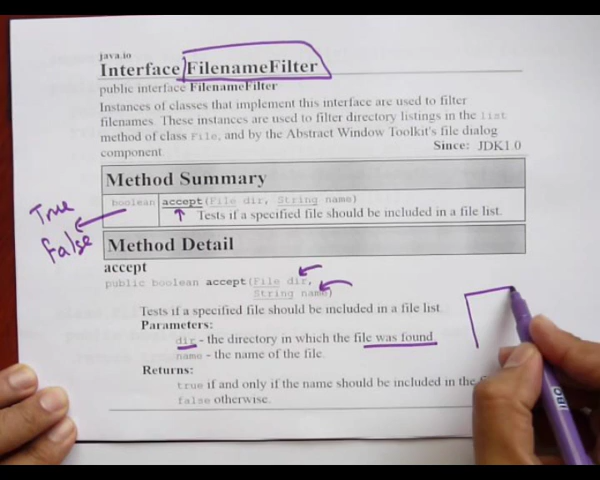 java.io
Interface FilenameFilter
public interface FilenameFilter
Instances of classes that implement this interface are used to filter
filenames. These instances are used to filter directory listings in the list
method of class File, and by the Abstract Window Toolkit's file dialog
component.
Since: JDK1.0
Method Summary
boolean accept(File dir, String name)
Tests if a specified file should be included in a file list.
True
False
Method Detail
accept
public boolean accept(File dir,
String name)
Tests if a specified file should be included in a file list.
Parameters:
dir - the directory in which the file was found
name - the name of the file.
Returns:
true if and only if the name should be included in the
false otherwise.